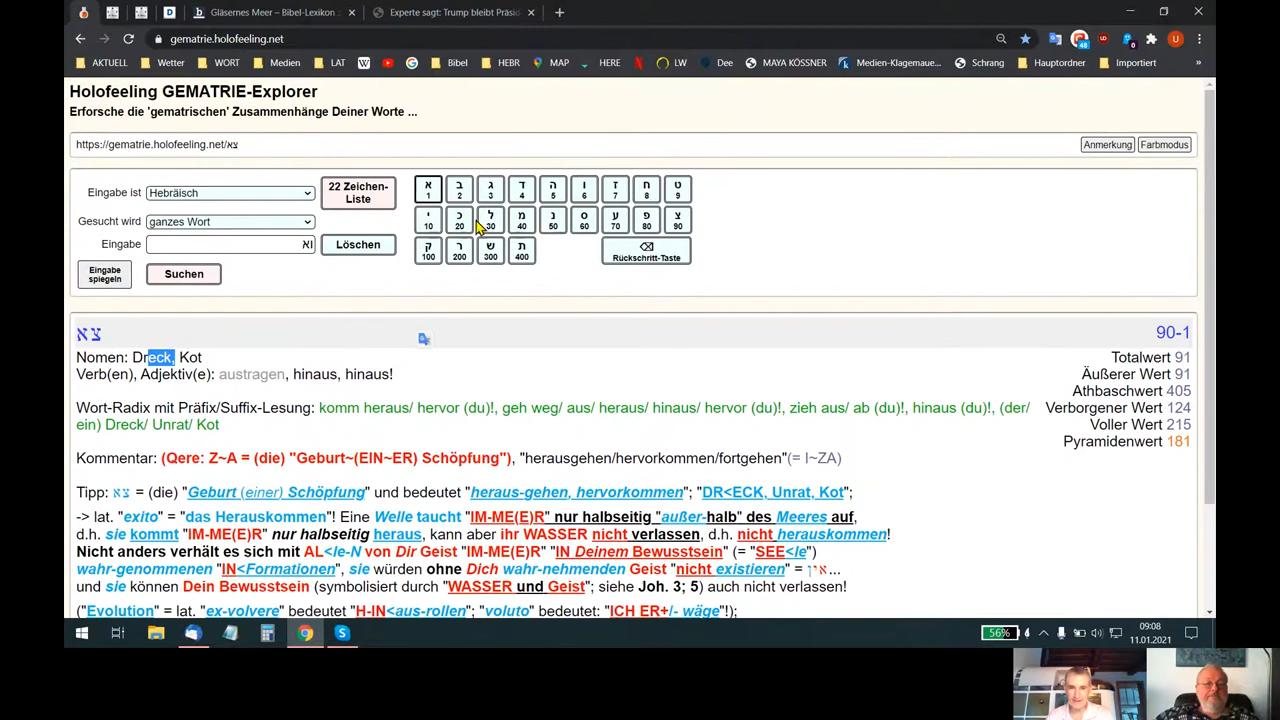 Gläsernes Meer – Bibel-Lexikon :: Experte sagt: Trump bleibt Präsid
gematrie.holofeeling.net
AKTUELL Wetter WORT Medien LAT Bibel HEBR MAP HERE LW Dee MAYA KÖSSNER Medien-Klagemaue... Schrang Hauptordner Importiert »
Holofeeling GEMATRIE-Explorer
Erforsche die 'gematrischen' Zusammenhänge Deiner Worte ...
https://gematrie.holofeeling.net/צא Anmerkung Farbmodus
Eingabe ist Hebräisch 22 Zeichen-Liste
Gesucht wird ganzes Wort
Eingabe וא Löschen
Eingabe spiegeln Suchen
א ב ג ד ה ו ז ח ט
1 2 3 4 5 6 7 8 9
י כ ל מ נ ס ע פ צ
10 20 30 40 50 60 70 80 90
ק ר ש ת
100 200 300 400 Rückschritt-Taste
צא 90-1
Nomen: Dreck, Kot Totalwert 91
Verb(en), Adjektiv(e): austragen, hinaus, hinaus! Äußerer Wert 91
Athbaschwert 405
Wort-Radix mit Präfix/Suffix-Lesung: komm heraus/ hervor (du)!, geh weg/ aus/ heraus/ hinaus/ hervor (du)!, zieh aus/ ab (du)!, hinaus (du)!, (der/ Verborgener Wert 124
ein) Dreck/ Unrat/ Kot Voller Wert 215
Pyramidenwert 181
Kommentar: (Qere: Z~A = (die) "Geburt~(EIN~ER) Schöpfung"), "herausgehen/hervorkommen/fortgehen"(= I~ZA)
Tipp: צא = (die) "Geburt (einer) Schöpfung" und bedeutet "heraus-gehen, hervorkommen"; "DR<ECK, Unrat, Kot";
-> lat. "exito" = "das Herauskommen"! Eine Welle taucht "IM-ME(E)R" nur halbseitig "außer-halb" des Meeres auf,
d.h. sie kommt "IM-ME(E)R" nur halbseitig heraus, kann aber ihr WASSER nicht verlassen, d.h. nicht herauskommen!
Nicht anders verhält es sich mit AL<le-N von Dir Geist "IM-ME(E)R" "IN Deinem Bewusstsein" (= "SEE<le")
wahr-genommenen "IN<Formationen", sie würden ohne Dich wahr-nehmenden Geist "nicht existieren" = אין...
und sie können Dein Bewusstsein (symbolisiert durch "WASSER und Geist"; siehe Joh. 3; 5) auch nicht verlassen!
("Evolution" = lat. "ex-volvere" bedeutet "H-IN<aus-rollen"; "voluto" bedeutet: "ICH ER+/- wäge"!);
56% 09:08
11.01.2021